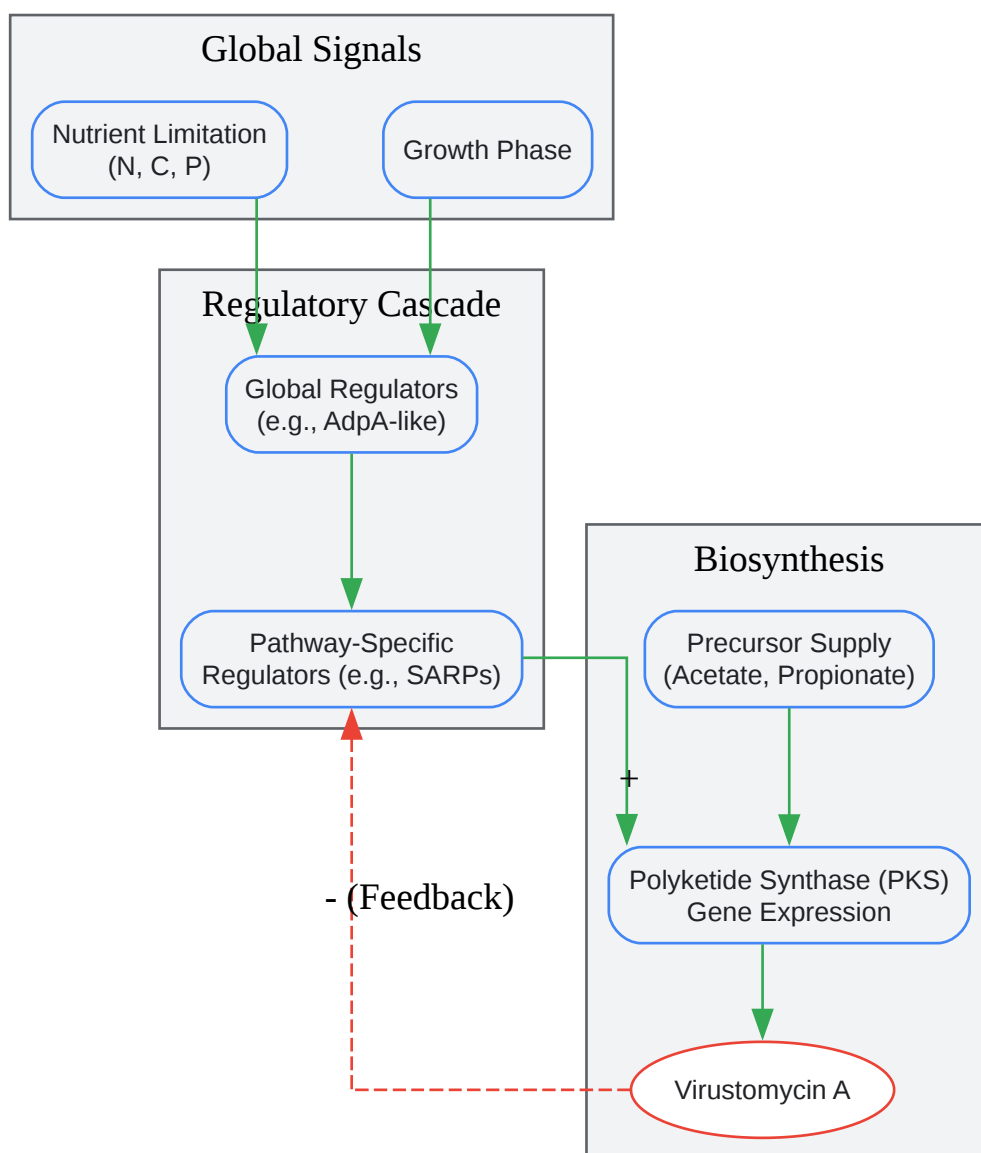 Global Signals
Nutrient Limitation
(N, C, P)
Growth Phase
Regulatory Cascade
Global Regulators
(e.g., AdpA-like)
Pathway-Specific
Regulators (e.g., SARPs)
Biosynthesis
Precursor Supply
(Acetate, Propionate)
+
Polyketide Synthase (PKS)
Gene Expression
- (Feedback)
Virustomycin A